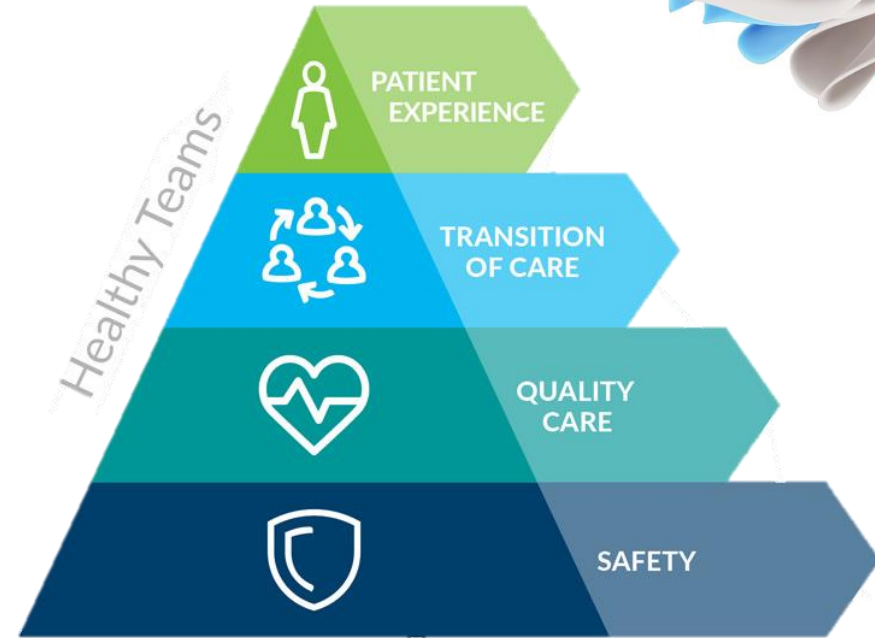 Healthy Teams
PATIENT
EXPERIENCE
TRANSITION
OF CARE
QUALITY
CARE
SAFETY